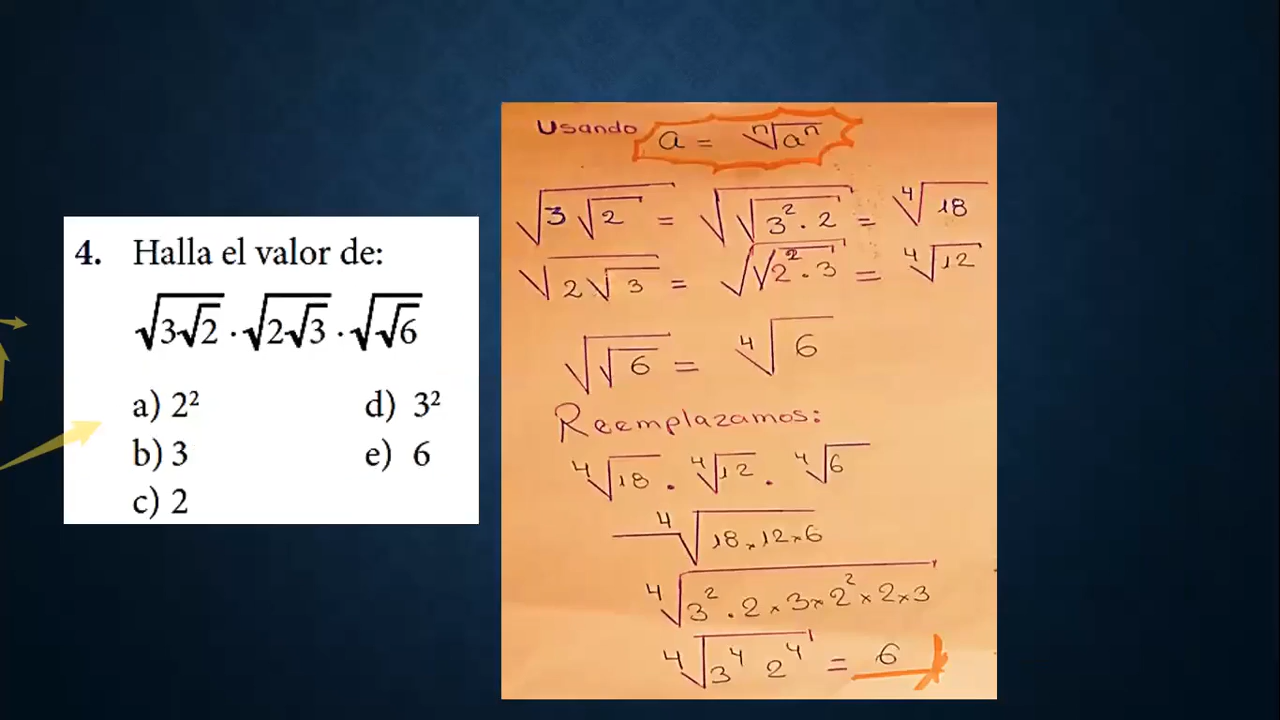 4. Halla el valor de:
√(3√2) · √(2√3) · √(√6)
a) 2²
d) 3²
b) 3
e) 6
c) 2
Usando a = ⁿ√(aⁿ)
√(3√2) = √(√(3² · 2)) = ⁴√18
√(2√3) = √(√(2² · 3)) = ⁴√12
√(√6) = ⁴√6
Reemplazamos:
⁴√18 · ⁴√12 · ⁴√6
⁴√(18 × 12 × 6)
⁴√(3² · 2 × 3 × 2² × 2 × 3)
⁴√(3⁴ 2⁴) = 6